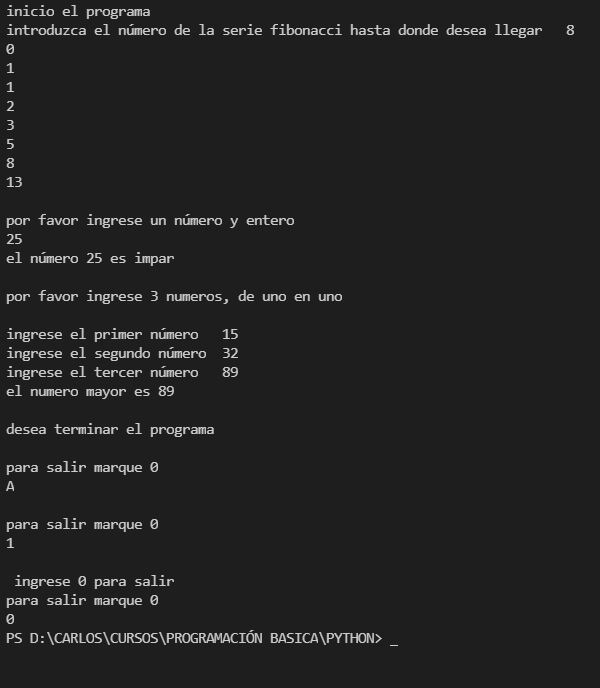 inicio el programa
introduzca el número de la serie fibonacci hasta donde desea llegar   8
0
1
1
2
3
5
8
13
por favor ingrese un número y entero
25
el número 25 es impar
por favor ingrese 3 numeros, de uno en uno
ingrese el primer número   15
ingrese el segundo número  32
ingrese el tercer número   89
el numero mayor es 89
desea terminar el programa
para salir marque 0
A
para salir marque 0
1
 ingrese 0 para salir
para salir marque 0
0
PS D:\CARLOS\CURSOS\PROGRAMACIÓN BASICA\PYTHON> _